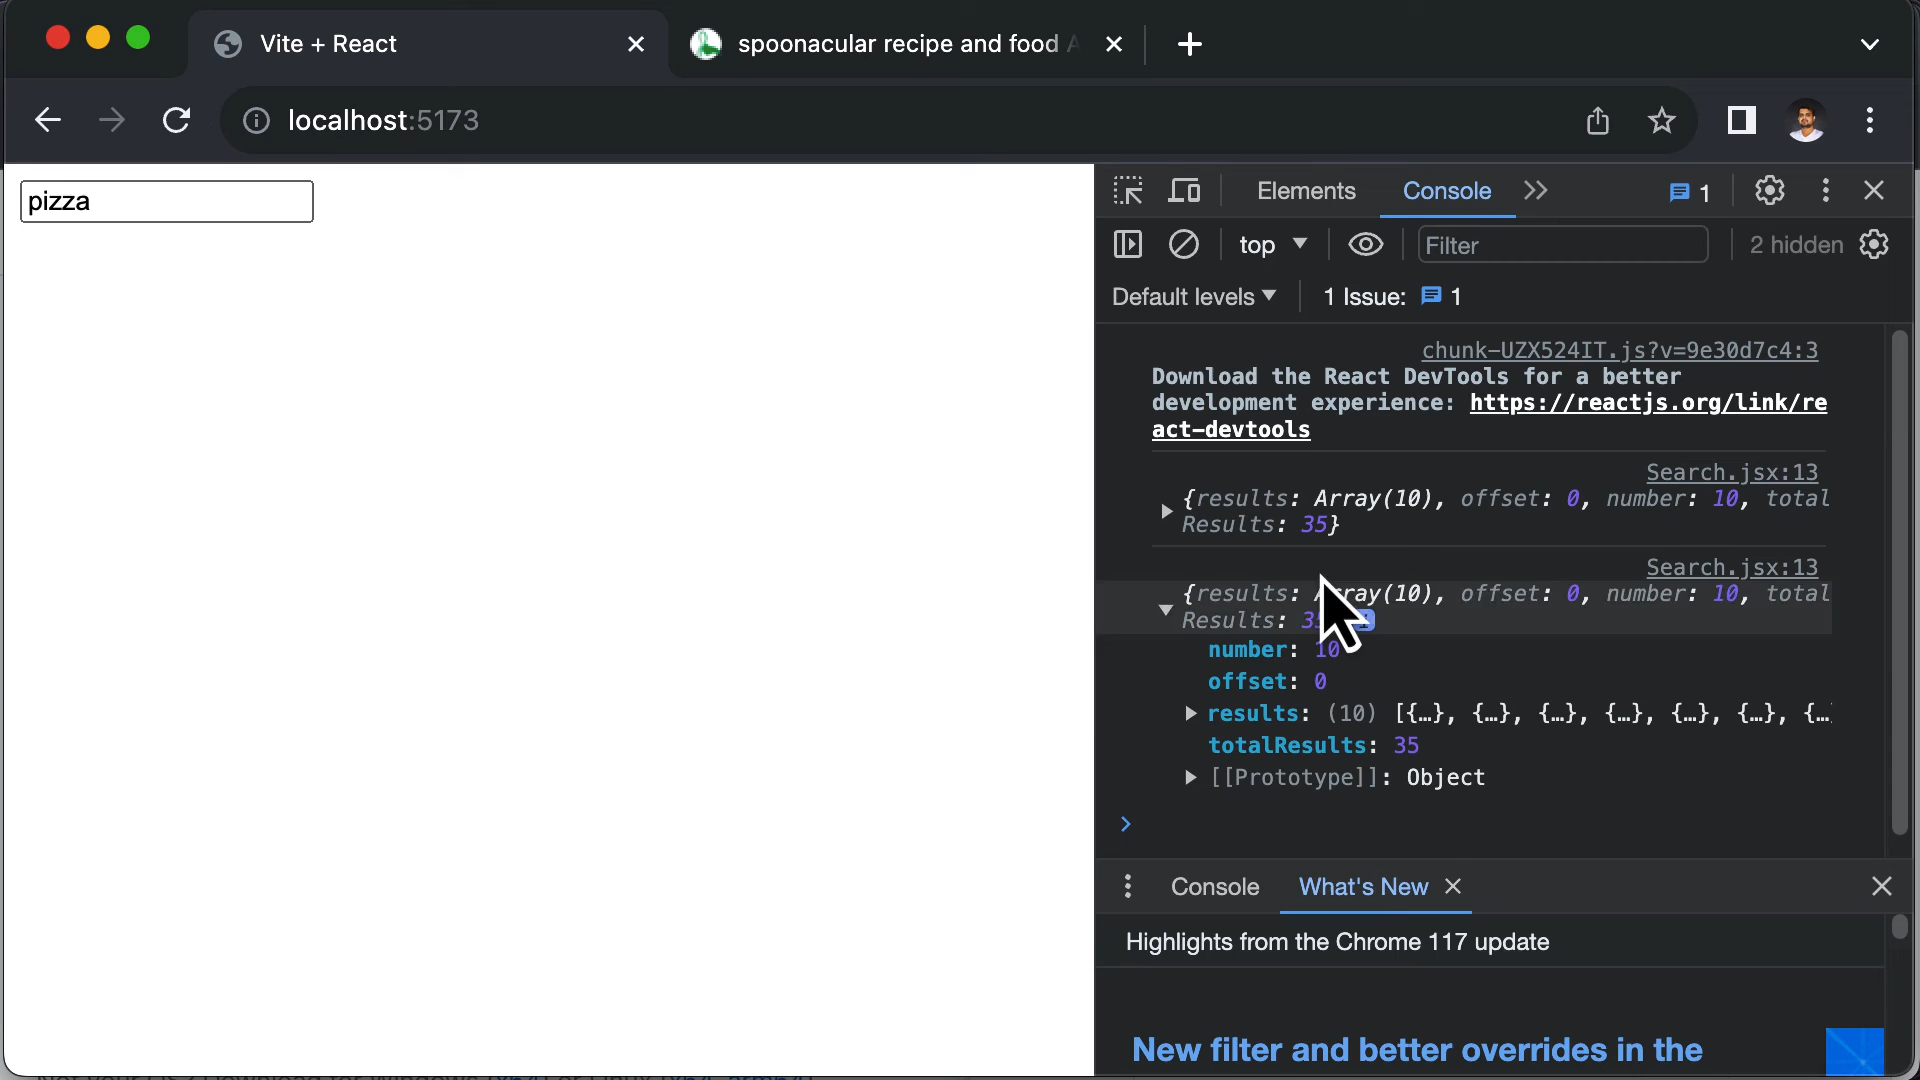 Vite + React
spoonacular recipe and food A
localhost:5173
pizza
Elements Console 1
top Filter 2 hidden
Default levels 1 Issue: 1
chunk-UZX524IT.js?v=9e30d7c4:3
Download the React DevTools for a better
development experience: https://reactjs.org/link/re
act-devtools
Search.jsx:13
{results: Array(10), offset: 0, number: 10, total
Results: 35}
Search.jsx:13
{results: Array(10), offset: 0, number: 10, total
Results: 35
number: 10
offset: 0
results: (10) [{…}, {…}, {…}, {…}, {…}, {…}, {…
totalResults: 35
[[Prototype]]: Object
Console What's New
Highlights from the Chrome 117 update
New filter and better overrides in the